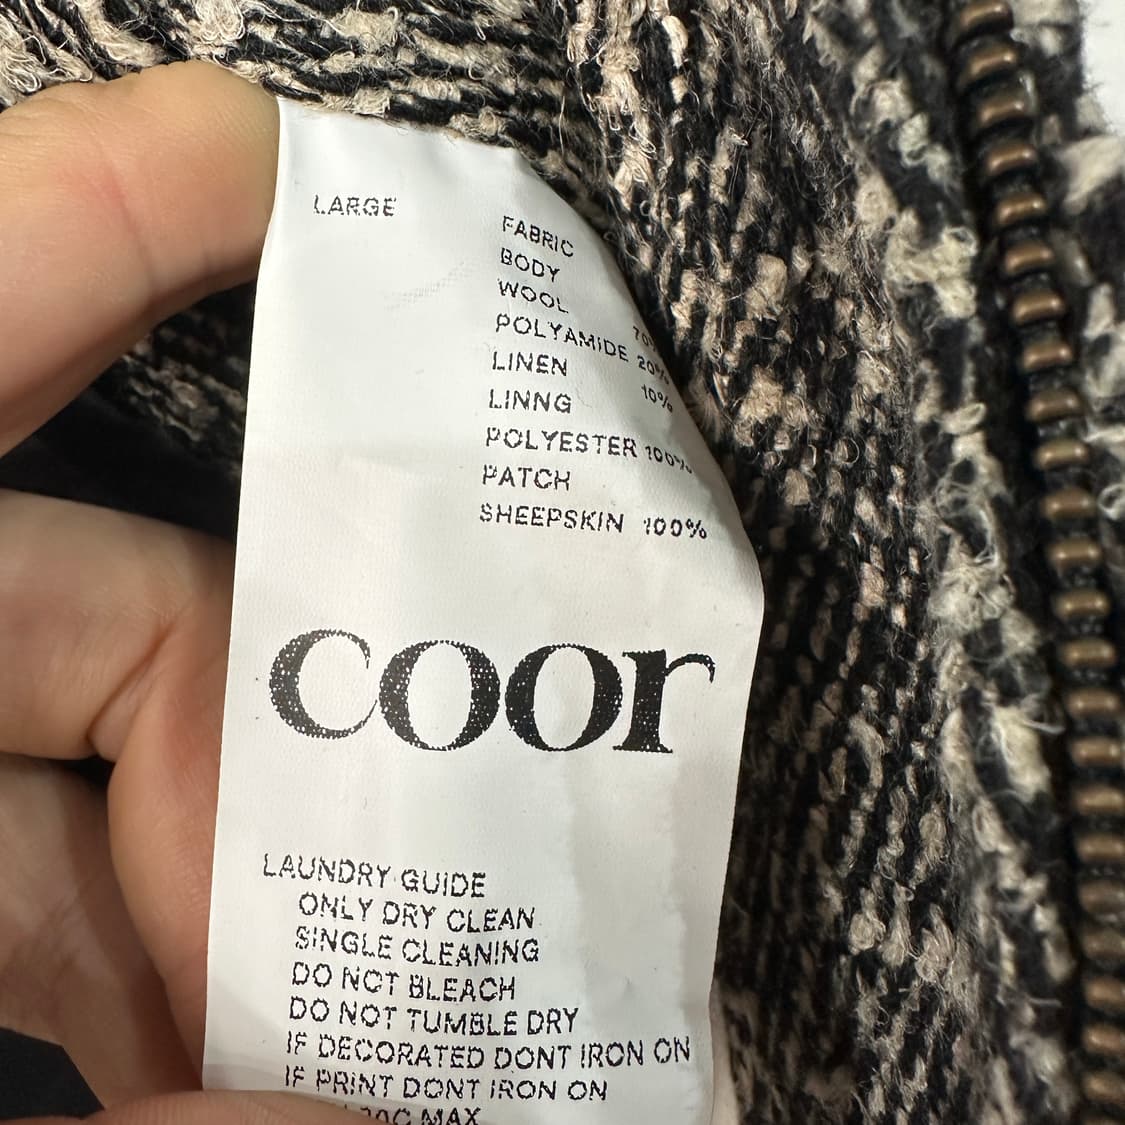 LARGE
FABRIC
BODY
WOOL 70%
POLYAMIDE 20%
LINEN 10%
LINNG
POLYESTER 100%
PATCH
SHEEPSKIN 100%
coor
LAUNDRY GUIDE
ONLY DRY CLEAN
SINGLE CLEANING
DO NOT BLEACH
DO NOT TUMBLE DRY
IF DECORATED DONT IRON ON
IF PRINT DONT IRON ON
MAX